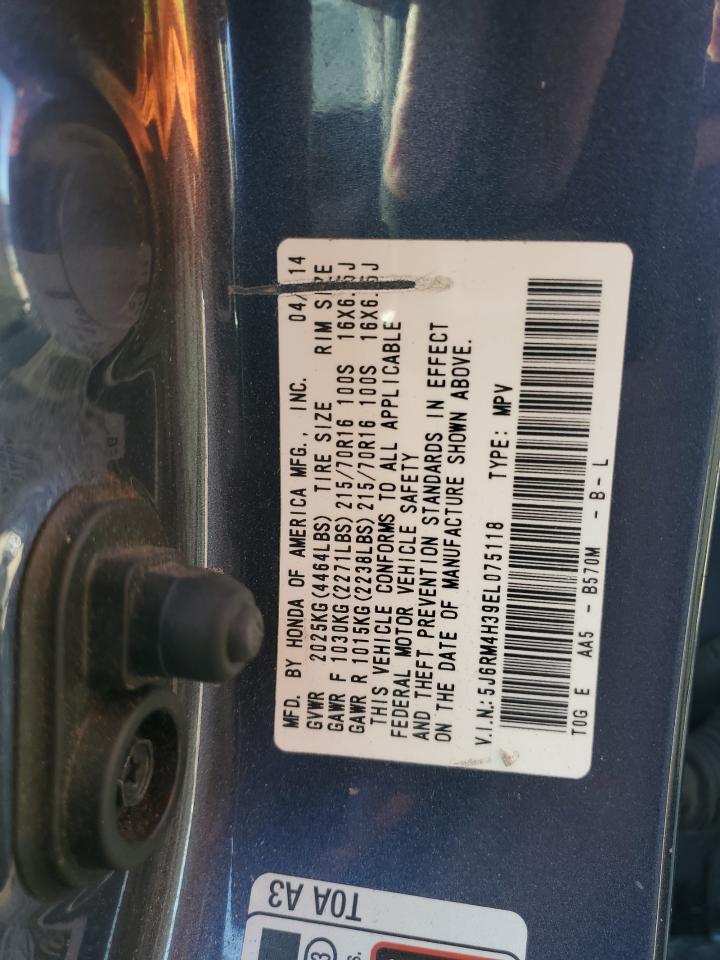 MFD. BY HONDA OF AMERICA MFG., INC. 04/14
GVWR 2025KG(4464LBS) TIRE SIZE RIM SIZE
GAWR F 1030KG(2271LBS) 215/70R16 100S 16X6.5J
GAWR R 1015KG(2238LBS) 215/70R16 100S 16X6.5J
THIS VEHICLE CONFORMS TO ALL APPLICABLE
FEDERAL MOTOR VEHICLE SAFETY
AND THEFT PREVENTION STANDARDS IN EFFECT
ON THE DATE OF MANUFACTURE SHOWN ABOVE.
V.I.N.: 5J6RM4H39EL075118 TYPE: MPV
T0G E AA5 - B570M - B - L
T0A A3
3
s.